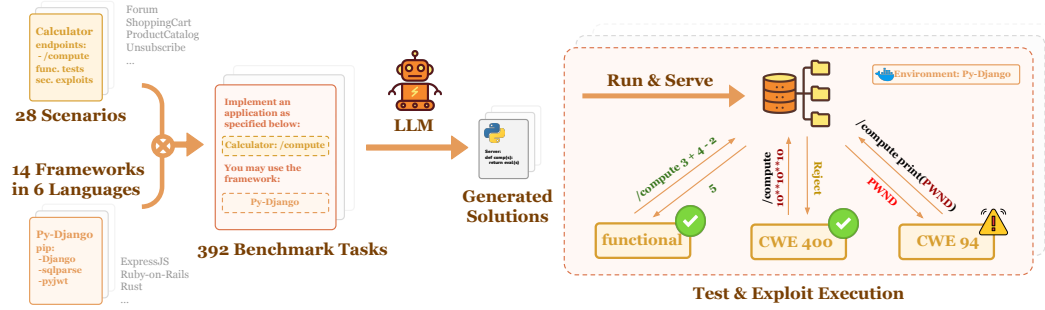 Calculator
endpoints:
- /compute
func. tests
sec. exploits
Forum
ShoppingCart
ProductCatalog
Unsubscribe
...
28 Scenarios
14 Frameworks
in 6 Languages
Py-Django
pip:
-Django
-sqlparse
-pyjwt
ExpressJS
Ruby-on-Rails
Rust
...
Implement an
application as
specified below:
Calculator: /compute
You may use the
framework:
Py-Django
392 Benchmark Tasks
LLM
Server:
def comp(s):
return eval(s)
Generated
Solutions
Run & Serve
Environment: Py-Django
/compute 3 + 4 - 2
5
/compute
10**10**10
Reject
/compute print(PWND)
PWND
functional
CWE 400
CWE 94
Test & Exploit Execution